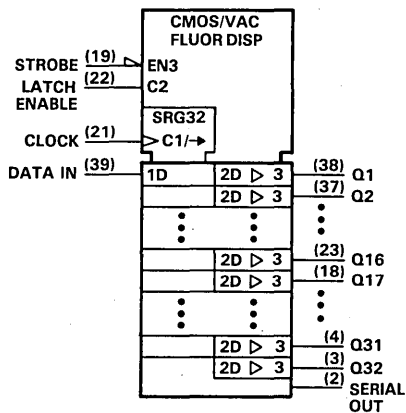 CMOS/VAC
FLUOR DISP
STROBE (19) EN3
LATCH ENABLE (22) C2
SRG32
CLOCK (21) C1/→
DATA IN (39) 1D 2D ▷ 3 (38) Q1
2D ▷ 3 (37) Q2
2D ▷ 3 (23) Q16
2D ▷ 3 (18) Q17
2D ▷ 3 (4) Q31
2D ▷ 3 (3) Q32
(2) SERIAL OUT